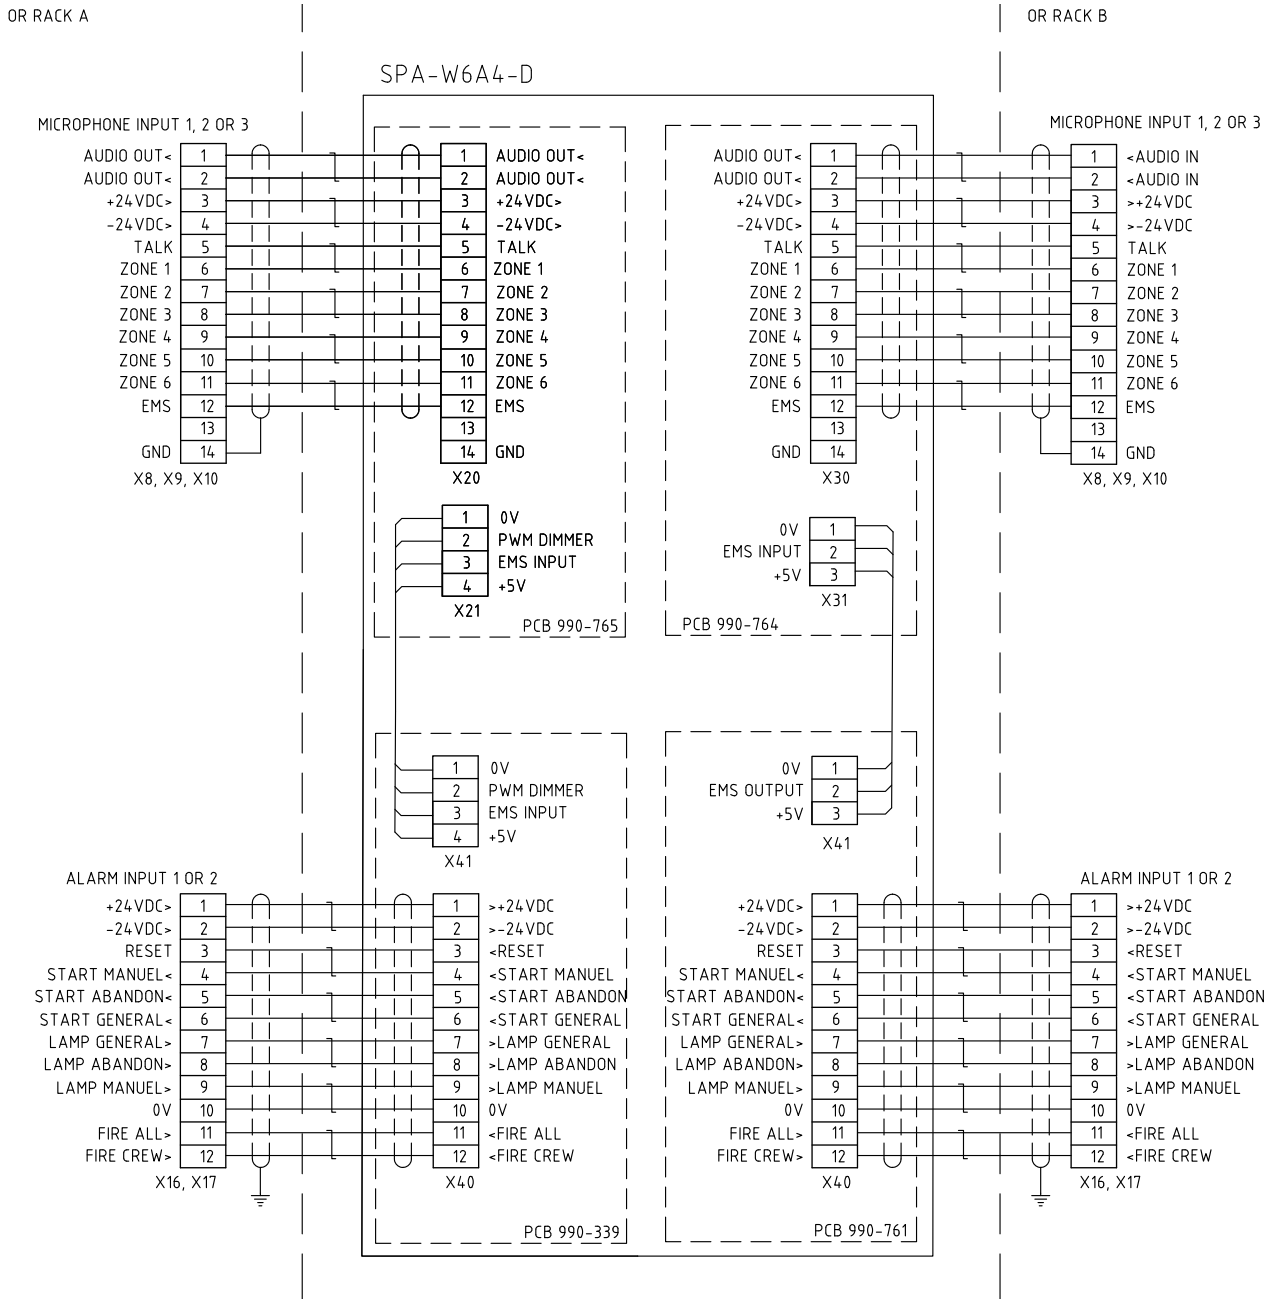 OR RACK A
OR RACK B
SPA-W6A4-D
MICROPHONE INPUT 1, 2 OR 3
AUDIO OUT< 1
AUDIO OUT< 2
+24VDC> 3
-24VDC> 4
TALK 5
ZONE 1 6
ZONE 2 7
ZONE 3 8
ZONE 4 9
ZONE 5 10
ZONE 6 11
EMS 12
13
GND 14
X8, X9, X10
1 AUDIO OUT<
2 AUDIO OUT<
3 +24VDC>
4 -24VDC>
5 TALK
6 ZONE 1
7 ZONE 2
8 ZONE 3
9 ZONE 4
10 ZONE 5
11 ZONE 6
12 EMS
13
14 GND
X20
1 0V
2 PWM DIMMER
3 EMS INPUT
4 +5V
X21
PCB 990-765
AUDIO OUT< 1
AUDIO OUT< 2
+24VDC> 3
-24VDC> 4
TALK 5
ZONE 1 6
ZONE 2 7
ZONE 3 8
ZONE 4 9
ZONE 5 10
ZONE 6 11
EMS 12
13
GND 14
X30
0V 1
EMS INPUT 2
+5V 3
X31
PCB 990-764
MICROPHONE INPUT 1, 2 OR 3
1 <AUDIO IN
2 <AUDIO IN
3 >+24VDC
4 >-24VDC
5 TALK
6 ZONE 1
7 ZONE 2
8 ZONE 3
9 ZONE 4
10 ZONE 5
11 ZONE 6
12 EMS
13
14 GND
X8, X9, X10
ALARM INPUT 1 OR 2
+24VDC> 1
-24VDC> 2
RESET 3
START MANUEL< 4
START ABANDON< 5
START GENERAL< 6
LAMP GENERAL> 7
LAMP ABANDON> 8
LAMP MANUEL> 9
0V 10
FIRE ALL> 11
FIRE CREW> 12
X16, X17
1 0V
2 PWM DIMMER
3 EMS INPUT
4 +5V
X41
1 >+24VDC
2 >-24VDC
3 <RESET
4 <START MANUEL
5 <START ABANDON
6 <START GENERAL
7 >LAMP GENERAL
8 >LAMP ABANDON
9 >LAMP MANUEL
10 0V
11 <FIRE ALL
12 <FIRE CREW
X40
PCB 990-339
0V 1
EMS OUTPUT 2
+5V 3
X41
+24VDC> 1
-24VDC> 2
RESET 3
START MANUEL< 4
START ABANDON< 5
START GENERAL< 6
LAMP GENERAL> 7
LAMP ABANDON> 8
LAMP MANUEL> 9
0V 10
FIRE ALL> 11
FIRE CREW> 12
X40
PCB 990-761
ALARM INPUT 1 OR 2
1 >+24VDC
2 >-24VDC
3 <RESET
4 <START MANUEL
5 <START ABANDON
6 <START GENERAL
7 >LAMP GENERAL
8 >LAMP ABANDON
9 >LAMP MANUEL
10 0V
11 <FIRE ALL
12 <FIRE CREW
X16, X17